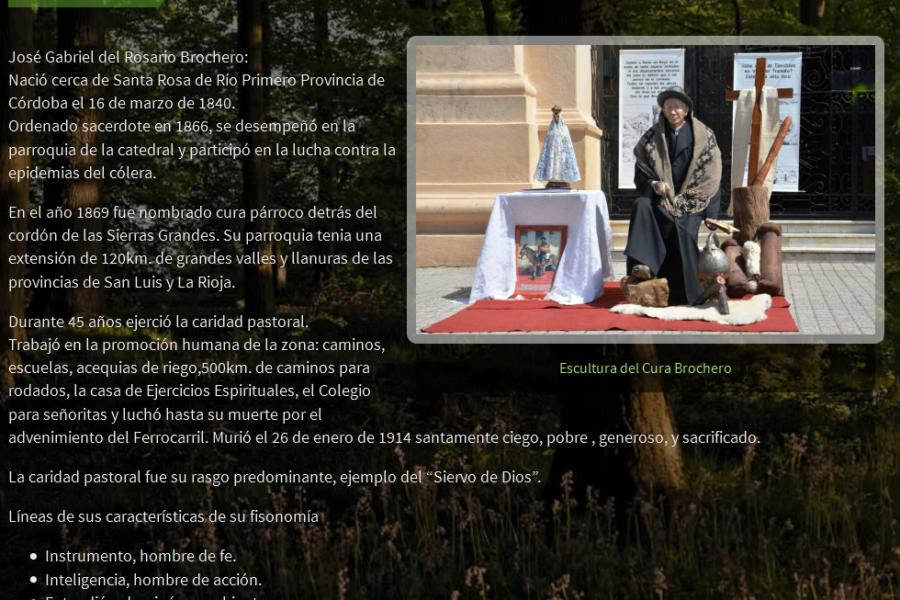 José Gabriel del Rosario Brochero:
Nació cerca de Santa Rosa de Río Primero Provincia de
Córdoba el 16 de marzo de 1840.
Ordenado sacerdote en 1866, se desempeñó en la
parroquia de la catedral y participó en la lucha contra la
epidemias del cólera.
En el año 1869 fue nombrado cura párroco detrás del
cordón de las Sierras Grandes. Su parroquia tenia una
extensión de 120km. de grandes valles y llanuras de las
provincias de San Luis y La Rioja.
Durante 45 años ejerció la caridad pastoral.
Trabajó en la promoción humana de la zona: caminos,
escuelas, acequias de riego,500km. de caminos para
rodados, la casa de Ejercicios Espirituales, el Colegio
para señoritas y luchó hasta su muerte por el
advenimiento del Ferrocarril. Murió el 26 de enero de 1914 santamente ciego, pobre , generoso, y sacrificado.
Escultura del Cura Brochero
La caridad pastoral fue su rasgo predominante, ejemplo del “Siervo de Dios”.
Líneas de sus características de su fisonomía
Instrumento, hombre de fe.
Inteligencia, hombre de acción.